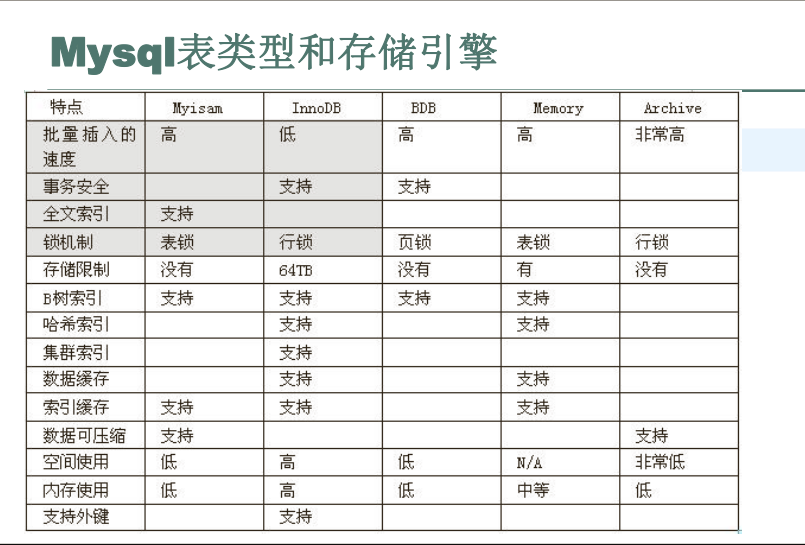 Mysql表类型和存储引擎
特点 Myisam InnoDB BDB Memory Archive
批量插入的 高 低 高 高 非常高
速度
事务安全 支持 支持
全文索引 支持
锁机制 表锁 行锁 页锁 表锁 行锁
存储限制 没有 64TB 没有 有 没有
B树索引 支持 支持 支持 支持
哈希索引 支持 支持
集群索引 支持
数据缓存 支持 支持
索引缓存 支持 支持 支持
数据可压缩 支持 支持
空间使用 低 高 低 N/A 非常低
内存使用 低 高 低 中等 低
支持外键 支持